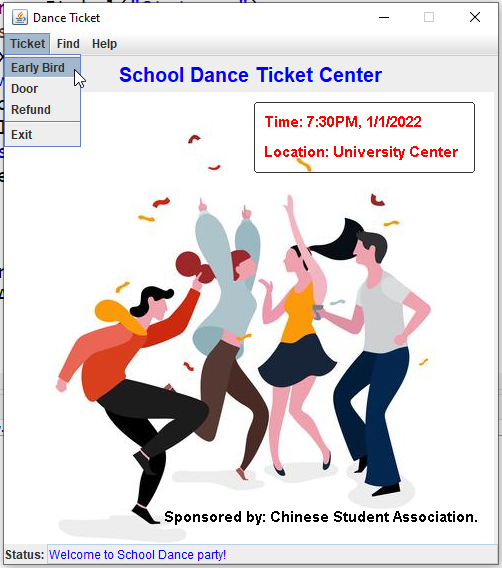 Dance Ticket
Ticket Find Help
Early Bird
Door
Refund
Exit
School Dance Ticket Center
Time: 7:30PM, 1/1/2022
Location: University Center
Sponsored by: Chinese Student Association.
Status: Welcome to School Dance party!